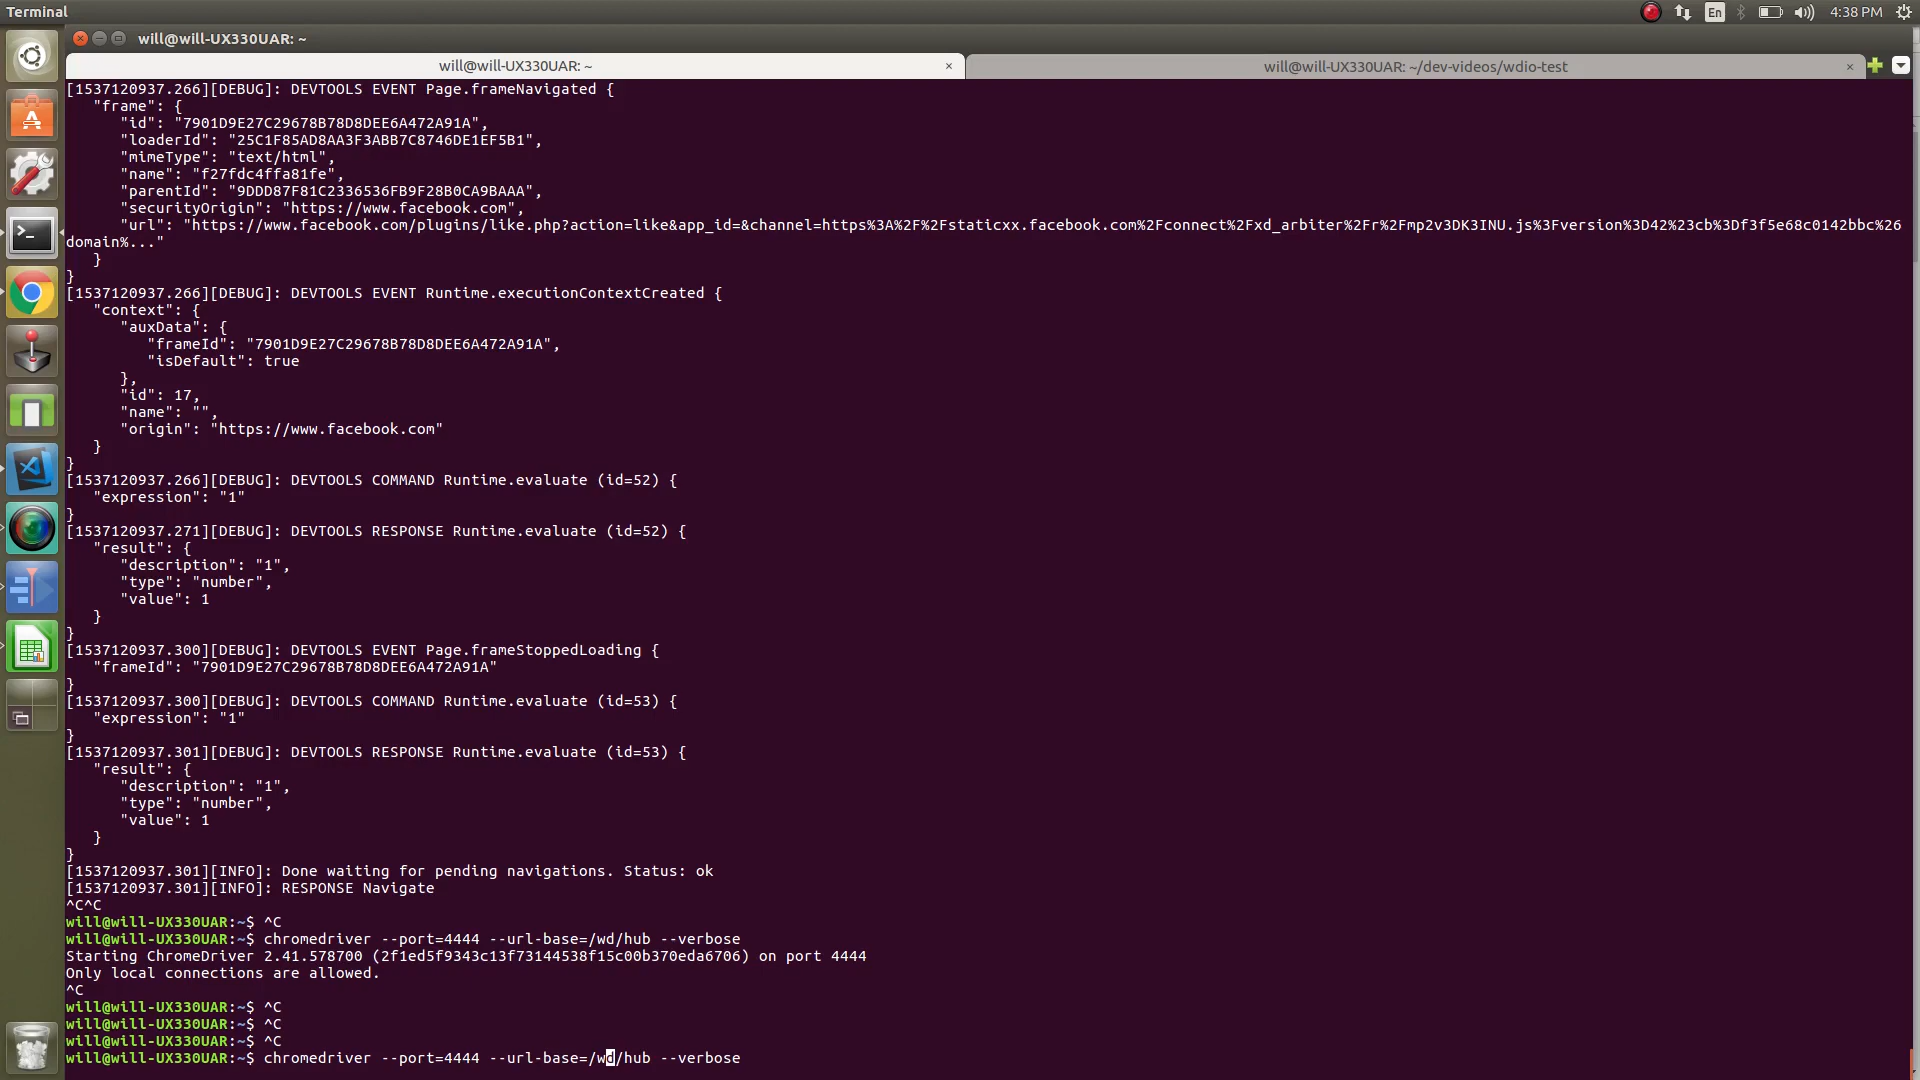 Terminal
En
4:38 PM
will@will-UX330UAR: ~
will@will-UX330UAR: ~
will@will-UX330UAR: ~/dev-videos/wdio-test
[1537120937.266][DEBUG]: DEVTOOLS EVENT Page.frameNavigated {
"frame": {
"id": "7901D9E27C29678B78D8DEE6A472A91A",
"loaderId": "25C1F85AD8AA3F3ABB7C8746DE1EF5B1",
"mimeType": "text/html",
"name": "f27fdc4ffa81fe",
"parentId": "9DDD87F81C2336536FB9F28B0CA9BAAA",
"securityOrigin": "https://www.facebook.com",
"url": "https://www.facebook.com/plugins/like.php?action=like&app_id=&channel=https%3A%2F%2Fstaticxx.facebook.com%2Fconnect%2Fxd_arbiter%2Fr%2Fmp2v3DK3INU.js%3Fversion%3D42%23cb%3Df3f5e68c0142bbc%26
domain%..."
}
}
[1537120937.266][DEBUG]: DEVTOOLS EVENT Runtime.executionContextCreated {
"context": {
"auxData": {
"frameId": "7901D9E27C29678B78D8DEE6A472A91A",
"isDefault": true
},
"id": 17,
"name": "",
"origin": "https://www.facebook.com"
}
}
[1537120937.266][DEBUG]: DEVTOOLS COMMAND Runtime.evaluate (id=52) {
"expression": "1"
}
[1537120937.271][DEBUG]: DEVTOOLS RESPONSE Runtime.evaluate (id=52) {
"result": {
"description": "1",
"type": "number",
"value": 1
}
}
[1537120937.300][DEBUG]: DEVTOOLS EVENT Page.frameStoppedLoading {
"frameId": "7901D9E27C29678B78D8DEE6A472A91A"
}
[1537120937.300][DEBUG]: DEVTOOLS COMMAND Runtime.evaluate (id=53) {
"expression": "1"
}
[1537120937.301][DEBUG]: DEVTOOLS RESPONSE Runtime.evaluate (id=53) {
"result": {
"description": "1",
"type": "number",
"value": 1
}
}
[1537120937.301][INFO]: Done waiting for pending navigations. Status: ok
[1537120937.301][INFO]: RESPONSE Navigate
^C^C
will@will-UX330UAR:~$ ^C
will@will-UX330UAR:~$ chromedriver --port=4444 --url-base=/wd/hub --verbose
Starting ChromeDriver 2.41.578700 (2f1ed5f9343c13f73144538f15c00b370eda6706) on port 4444
Only local connections are allowed.
^C
will@will-UX330UAR:~$ ^C
will@will-UX330UAR:~$ ^C
will@will-UX330UAR:~$ ^C
will@will-UX330UAR:~$ chromedriver --port=4444 --url-base=/wd/hub --verbose